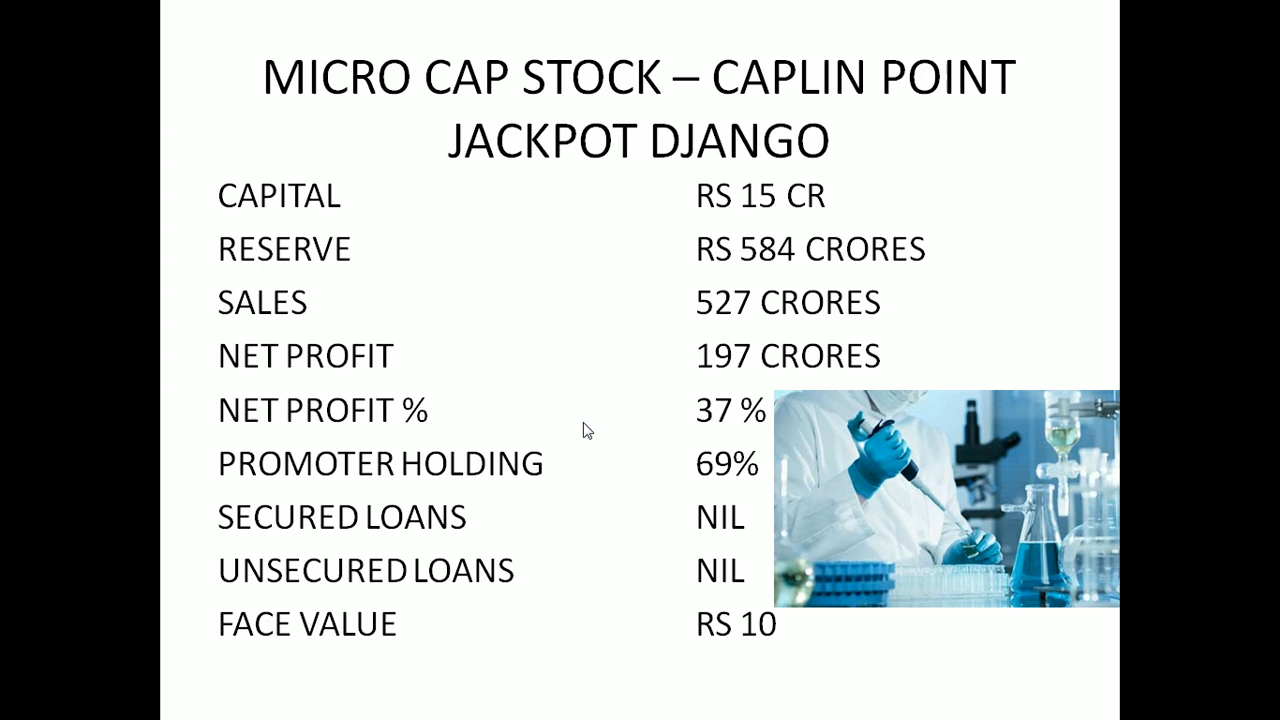 MICRO CAP STOCK – CAPLIN POINT
JACKPOT DJANGO
CAPITAL RS 15 CR
RESERVE RS 584 CRORES
SALES 527 CRORES
NET PROFIT 197 CRORES
NET PROFIT % 37 %
PROMOTER HOLDING 69%
SECURED LOANS NIL
UNSECURED LOANS NIL
FACE VALUE RS 10